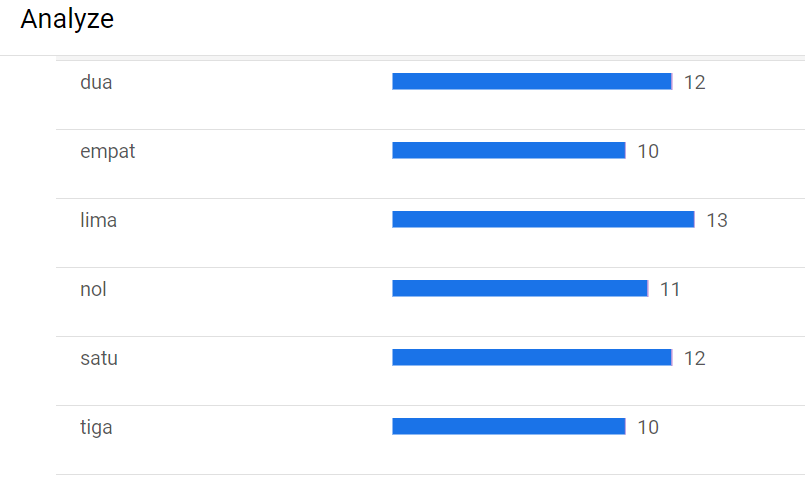 Analyze
dua 12
empat 10
lima 13
nol 11
satu 12
tiga 10